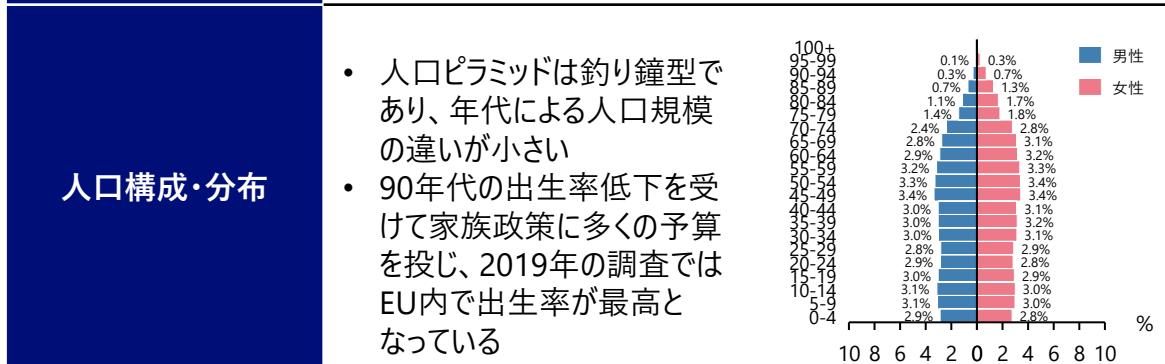 人口構成・分布
• 人口ピラミッドは釣り鐘型で
あり、年代による人口規模
の違いが小さい
• 90年代の出生率低下を受
けて家族政策に多くの予算
を投じ、2019年の調査では
EU内で出生率が最高と
なっている
男性
女性
100+
95-99 0.1% 0.3%
90-94 0.3% 0.7%
85-89 0.7% 1.3%
80-84 1.1% 1.7%
75-79 1.4% 1.8%
70-74 2.4% 2.8%
65-69 2.8% 3.1%
60-64 2.9% 3.2%
55-59 3.2% 3.3%
50-54 3.3% 3.4%
45-49 3.4% 3.4%
40-44 3.0% 3.1%
35-39 3.0% 3.2%
30-34 3.0% 3.1%
25-29 2.8% 2.9%
20-24 2.9% 2.8%
15-19 3.0% 2.9%
10-14 3.1% 3.0%
5-9 3.1% 3.0%
0-4 2.9% 2.8%
%
10 8 6 4 2 0 2 4 6 8 10